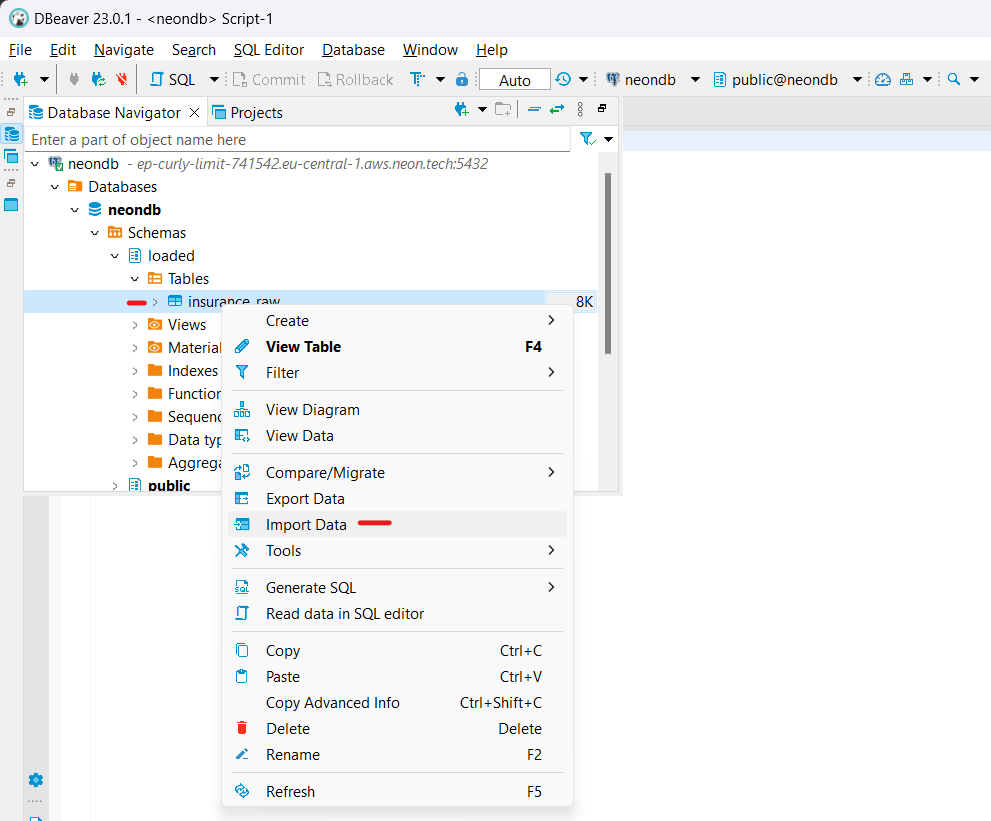 DBeaver 23.0.1 - <neondb> Script-1
File Edit Navigate Search SQL Editor Database Window Help
SQL Commit Rollback Auto neondb public@neondb
Database Navigator Projects
Enter a part of object name here
neondb - ep-curly-limit-741542.eu-central-1.aws.neon.tech:5432
Databases
neondb
Schemas
loaded
Tables
insurance_raw 8K
Views
Material
Indexes
Function
Sequenc
Data typ
Aggrega
public
Create
View Table F4
Filter
View Diagram
View Data
Compare/Migrate
Export Data
Import Data
Tools
Generate SQL
Read data in SQL editor
Copy Ctrl+C
Paste Ctrl+V
Copy Advanced Info Ctrl+Shift+C
Delete Delete
Rename F2
Refresh F5